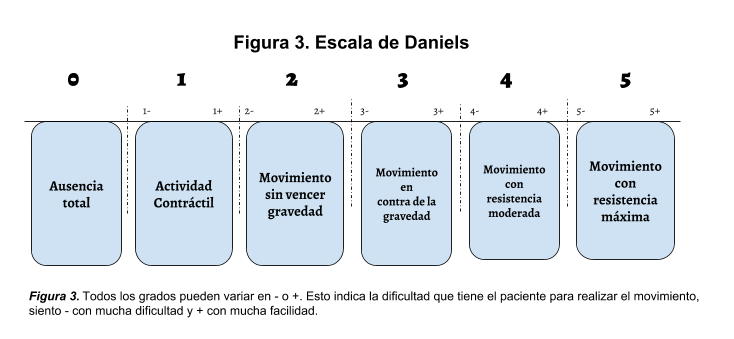 Figura 3. Escala de Daniels
0 1 2 3 4 5
1- 1+ 2- 2+ 3- 3+ 4- 4+ 5- 5+
Ausencia
total
Actividad
Contráctil
Movimiento
sin vencer
gravedad
Movimiento
en
contra de la
gravedad
Movimiento
con
resistencia
moderada
Movimiento
con
resistencia
máxima
Figura 3. Todos los grados pueden variar en - o +. Esto indica la dificultad que tiene el paciente para realizar el movimiento,
siento - con mucha dificultad y + con mucha facilidad.